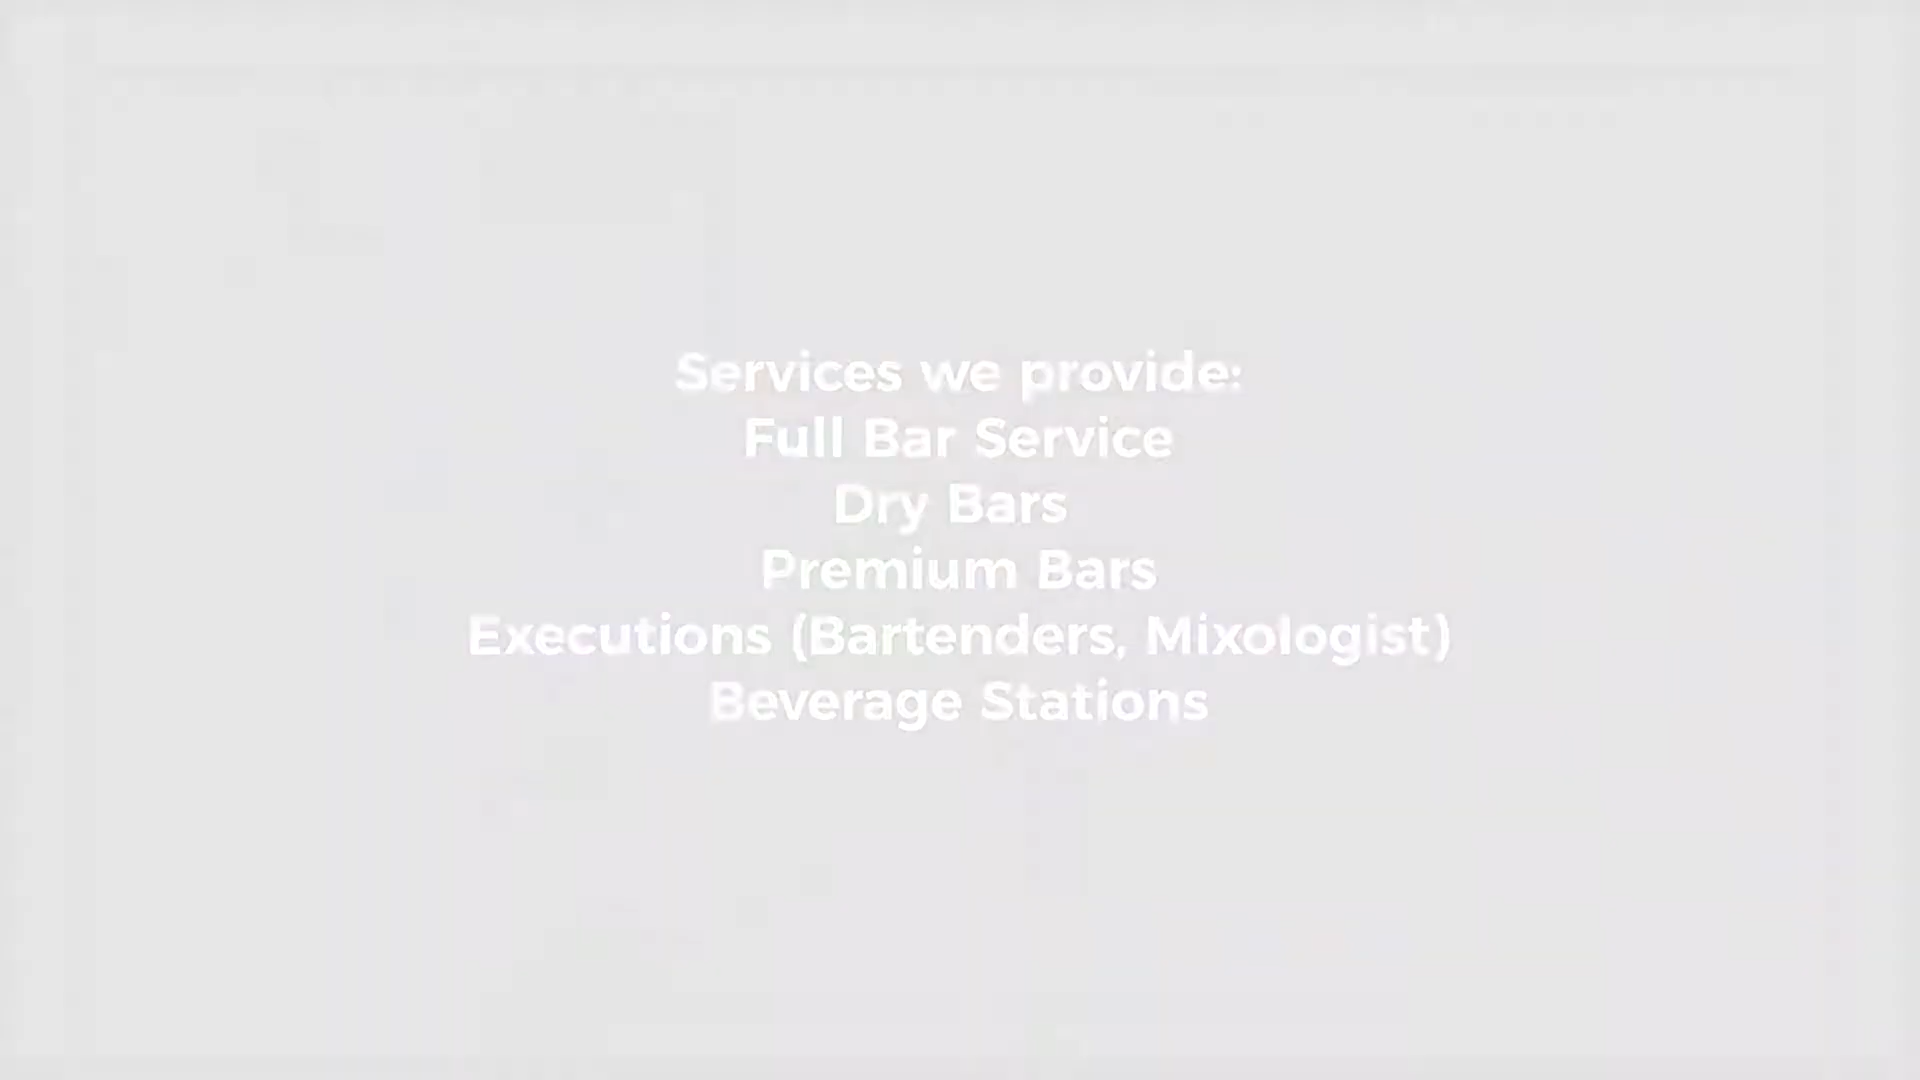 Services we provide:
Full Bar Service
Dry Bars
Premium Bars
Executions (Bartenders, Mixologist)
Beverage Stations